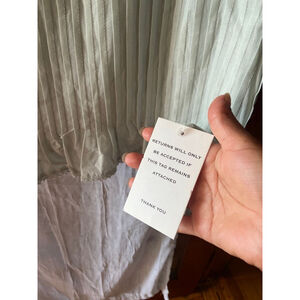 RETURNS WILL ONLY
BE ACCEPTED IF
THIS TAG REMAINS
ATTACHED
THANK YOU